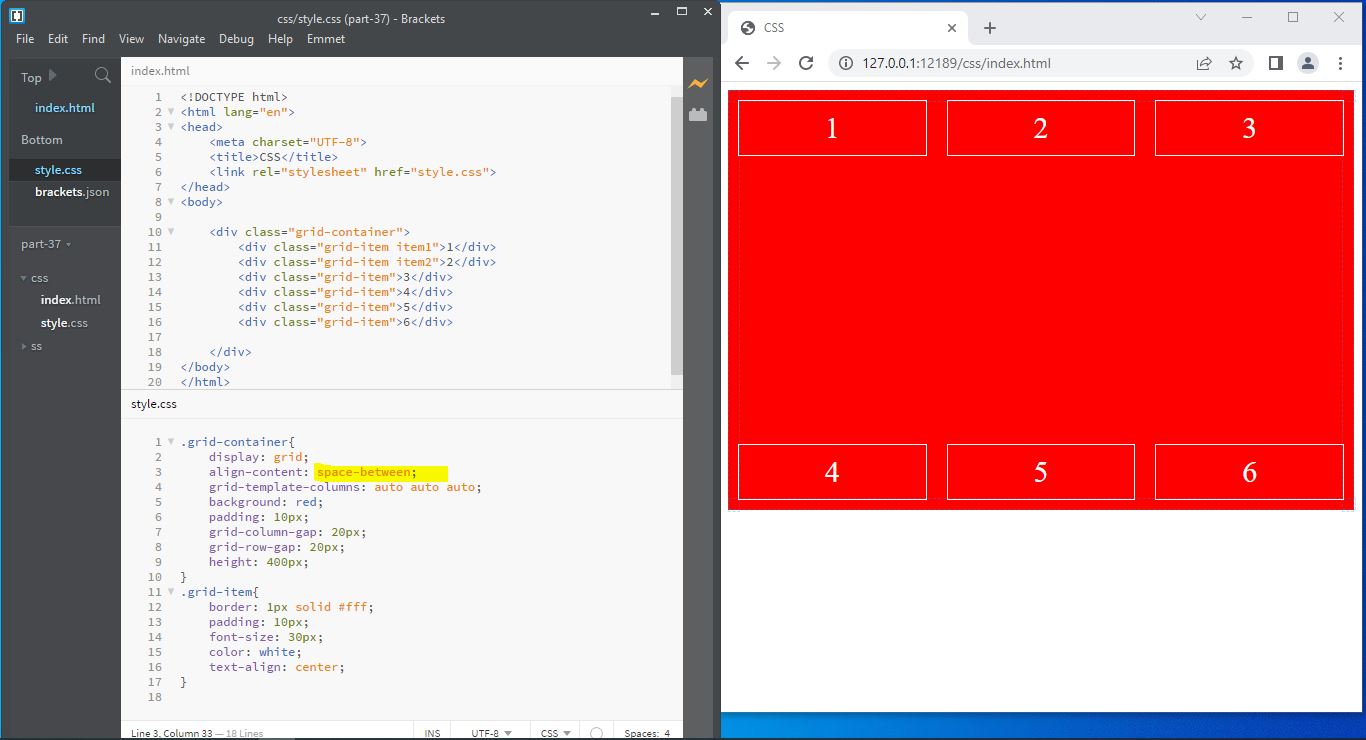 css/style.css (part-37) - Brackets
File Edit Find View Navigate Debug Help Emmet
Top
index.html
Bottom
style.css
brackets.json
part-37
css
index.html
style.css
ss
index.html
1 <!DOCTYPE html>
2 <html lang="en">
3 <head>
4 <meta charset="UTF-8">
5 <title>CSS</title>
6 <link rel="stylesheet" href="style.css">
7 </head>
8 <body>
9
10 <div class="grid-container">
11 <div class="grid-item item1">1</div>
12 <div class="grid-item item2">2</div>
13 <div class="grid-item">3</div>
14 <div class="grid-item">4</div>
15 <div class="grid-item">5</div>
16 <div class="grid-item">6</div>
17
18 </div>
19 </body>
20 </html>
style.css
1 .grid-container{
2 display: grid;
3 align-content: space-between;
4 grid-template-columns: auto auto auto;
5 background: red;
6 padding: 10px;
7 grid-column-gap: 20px;
8 grid-row-gap: 20px;
9 height: 400px;
10 }
11 .grid-item{
12 border: 1px solid #fff;
13 padding: 10px;
14 font-size: 30px;
15 color: white;
16 text-align: center;
17 }
18
Line 3, Column 33 — 18 Lines INS UTF-8 CSS Spaces: 4
CSS
127.0.0.1:12189/css/index.html
1 2 3
4 5 6